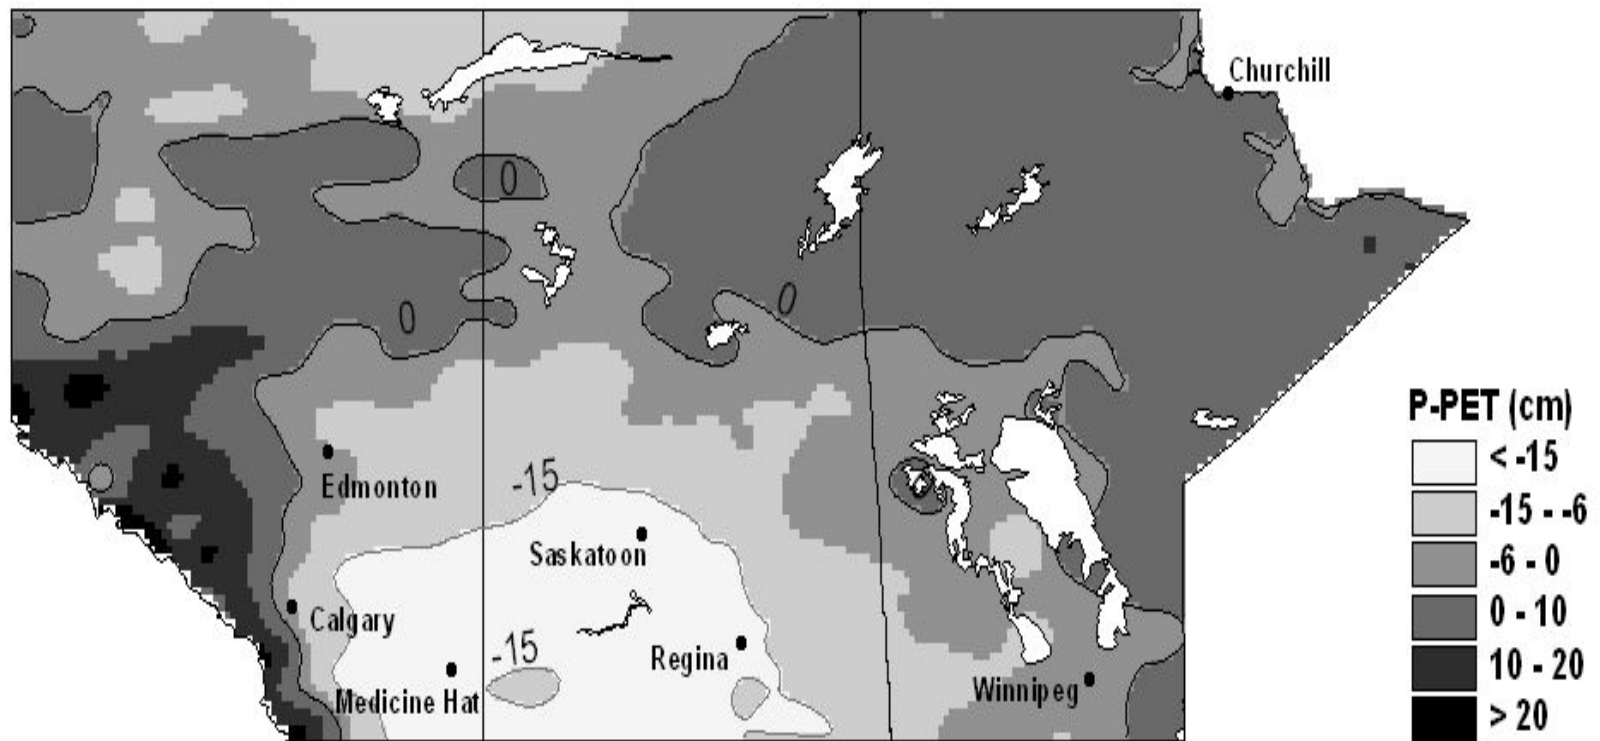 Churchill
0
0
0
P-PET (cm)
< -15
-15 - -6
-6 - 0
0 - 10
10 - 20
> 20
Edmonton
-15
Saskatoon
Calgary
-15
Regina
Medicine Hat
Winnipeg